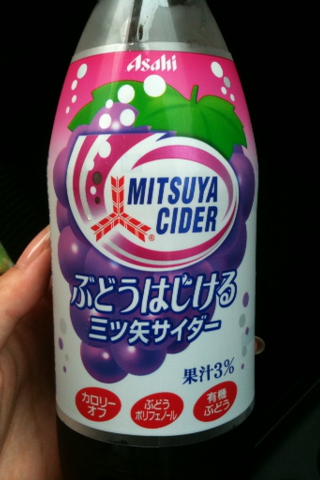 Asahi
MITSUYA
CIDER
®
ぶどうはじける
三ツ矢サイダー
果汁3%
カロリー
オフ
ぶどう
ポリフェノール
有機
ぶどう